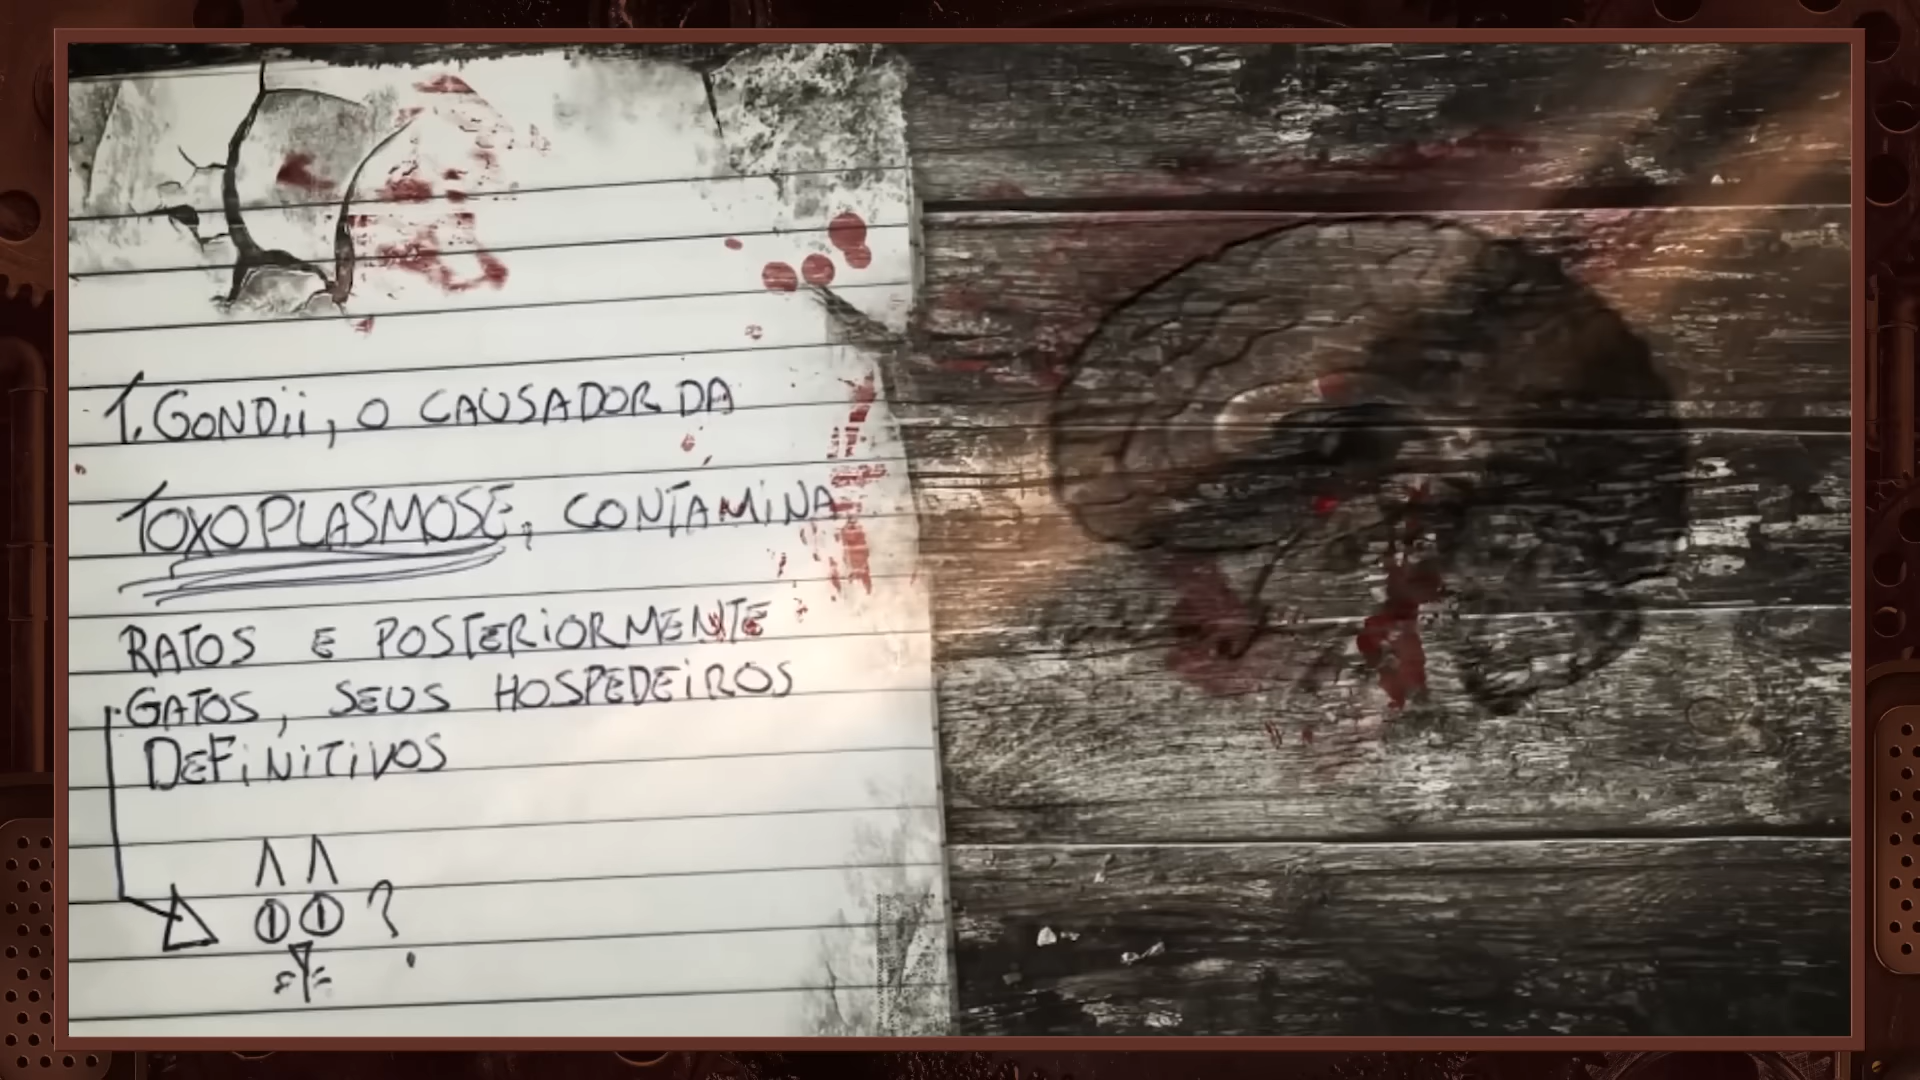 T. GONDii, O CAUSADOR DA
TOXOPLASMOSE, CONTAMINA
RATOS E POSTERIORMENTE
GATOS, SEUS HOSPEDEIROS
DEFINITIVOS
?